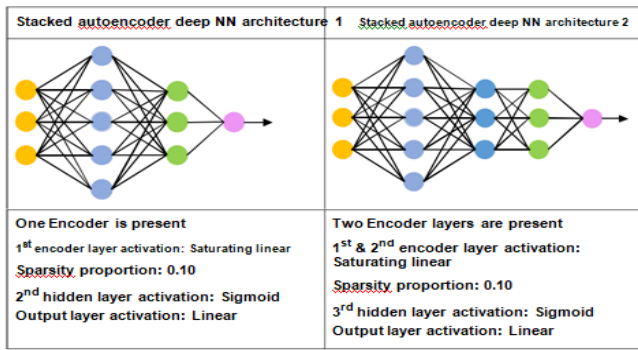 Stacked autoencoder deep NN architecture 1
Stacked autoencoder deep NN architecture 2
One Encoder is present
1st encoder layer activation: Saturating linear
Sparsity proportion: 0.10
2nd hidden layer activation: Sigmoid
Output layer activation: Linear
Two Encoder layers are present
1st & 2nd encoder layer activation:
Saturating linear
Sparsity proportion: 0.10
3rd hidden layer activation: Sigmoid
Output layer activation: Linear